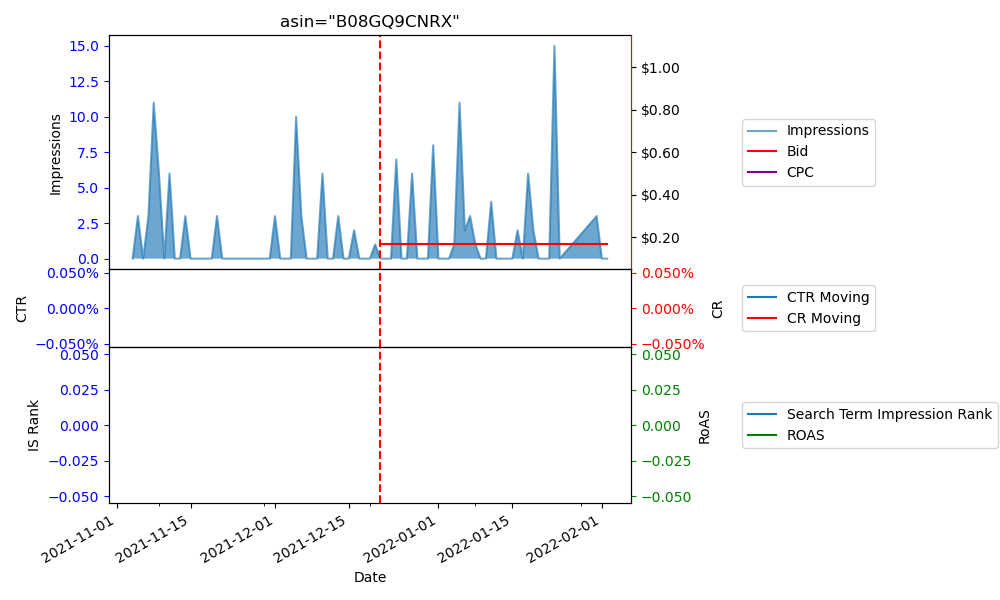 asin="B08GQ9CNRX"
Impressions
15.0
12.5
10.0
7.5
5.0
2.5
0.0
$1.00
$0.80
$0.60
$0.40
$0.20
Impressions
Bid
CPC
CTR
0.050%
0.000%
−0.050%
0.050%
0.000%
−0.050%
CR
CTR Moving
CR Moving
IS Rank
0.050
0.025
0.000
−0.025
−0.050
0.050
0.025
0.000
−0.025
−0.050
RoAS
Search Term Impression Rank
ROAS
2021-11-01
2021-11-15
2021-12-01
2021-12-15
2022-01-01
2022-01-15
2022-02-01
Date